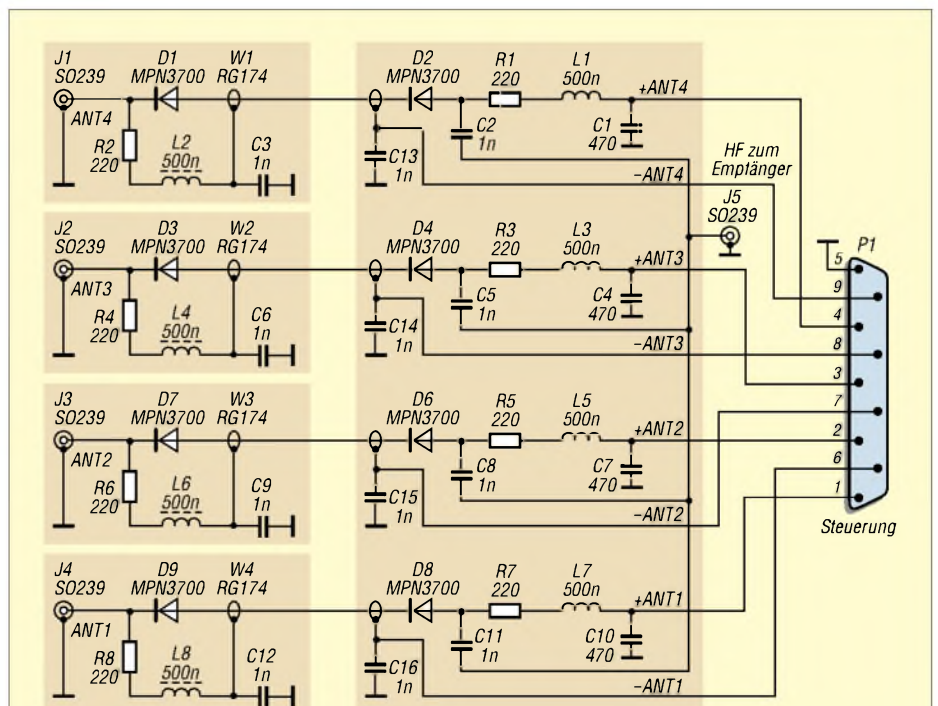 J1
SO239
D1
MPN3700
W1
RG174
D2
MPN3700
R1
220
L1
500n
+ANT4
ANT4
R2
220
L2
500n
C3
1n
C13
1n
C2
1n
C1
470
-ANT4
HF zum
Emptänger
J5
SO239
J2
SO239
D3
MPN3700
W2
RG174
D4
MPN3700
R3
220
L3
500n
+ANT3
ANT3
R4
220
L4
500n
C6
1n
C14
1n
C5
1n
C4
470
-ANT3
P1
5
9
4
8
3
7
2
6
1
Steuerung
J3
SO239
D7
MPN3700
W3
RG174
D6
MPN3700
R5
220
L5
500n
+ANT2
ANT2
R6
220
L6
500n
C9
1n
C15
1n
C8
1n
C7
470
-ANT2
J4
SO239
D9
MPN3700
W4
RG174
D8
MPN3700
R7
220
L7
500n
+ANT1
ANT1
R8
220
L8
500n
C12
1n
C16
1n
C11
1n
C10
470
-ANT1